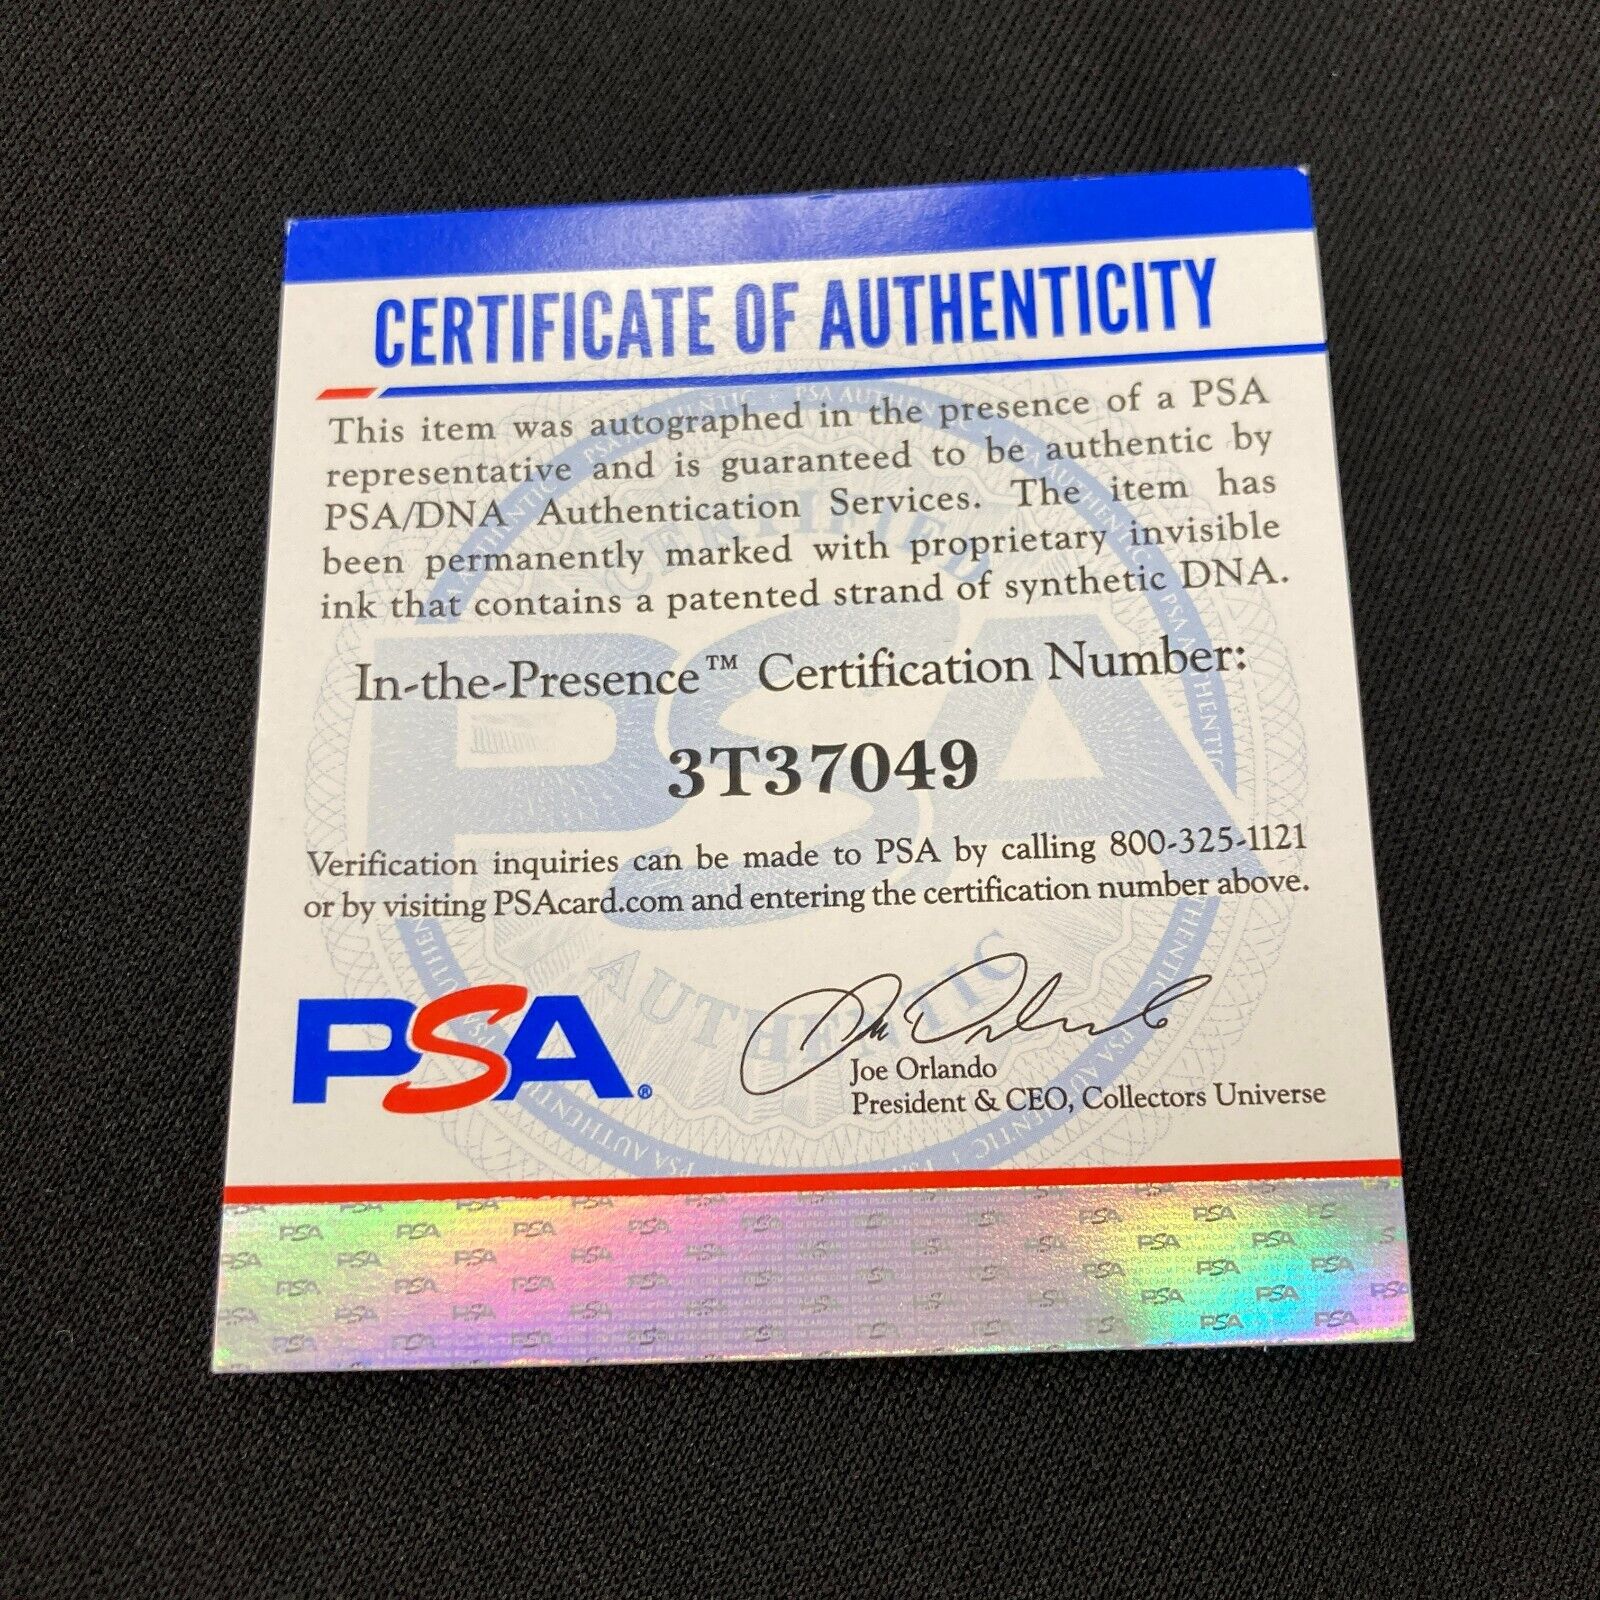 CERTIFICATE OF AUTHENTICITY
This item was autographed in the presence of a PSA
representative and is guaranteed to be authentic by
PSA/DNA Authentication Services. The item has
been permanently marked with proprietary invisible
ink that contains a patented strand of synthetic DNA.
In-the-Presence™ Certification Number:
3T37049
Verification inquiries can be made to PSA by calling 800-325-1121
or by visiting PSAcard.com and entering the certification number above.
PSA®
Joe Orlando
President & CEO, Collectors Universe
CERTIFIED
PSA
AUTHENTIC